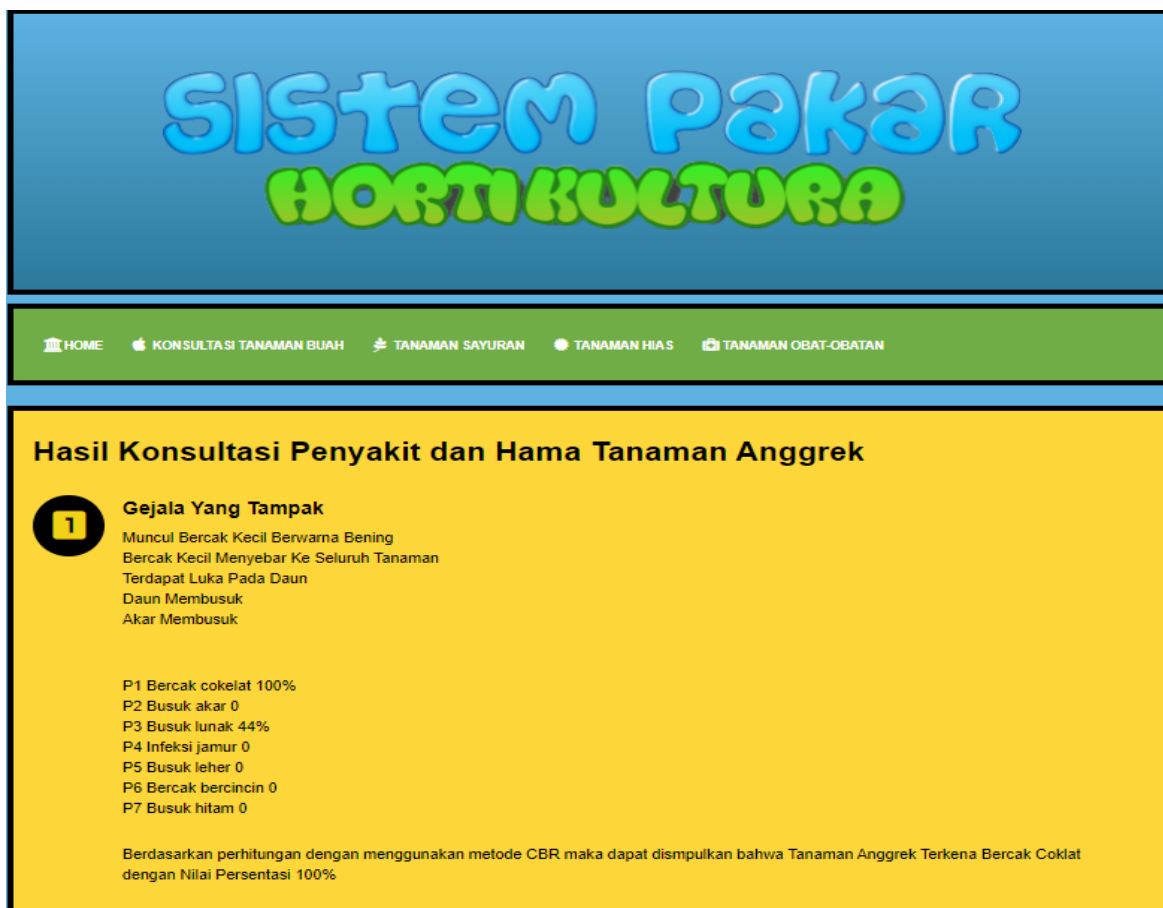 SISTEM PAKAR
HORTIKULTURA
HOME KONSULTASI TANAMAN BUAH TANAMAN SAYURAN TANAMAN HIAS TANAMAN OBAT-OBATAN
Hasil Konsultasi Penyakit dan Hama Tanaman Anggrek
1
Gejala Yang Tampak
Muncul Bercak Kecil Berwarna Bening
Bercak Kecil Menyebar Ke Seluruh Tanaman
Terdapat Luka Pada Daun
Daun Membusuk
Akar Membusuk
P1 Bercak cokelat 100%
P2 Busuk akar 0
P3 Busuk lunak 44%
P4 Infeksi jamur 0
P5 Busuk leher 0
P6 Bercak bercincin 0
P7 Busuk hitam 0
Berdasarkan perhitungan dengan menggunakan metode CBR maka dapat dismpulkan bahwa Tanaman Anggrek Terkena Bercak Coklat
dengan Nilai Persentasi 100%